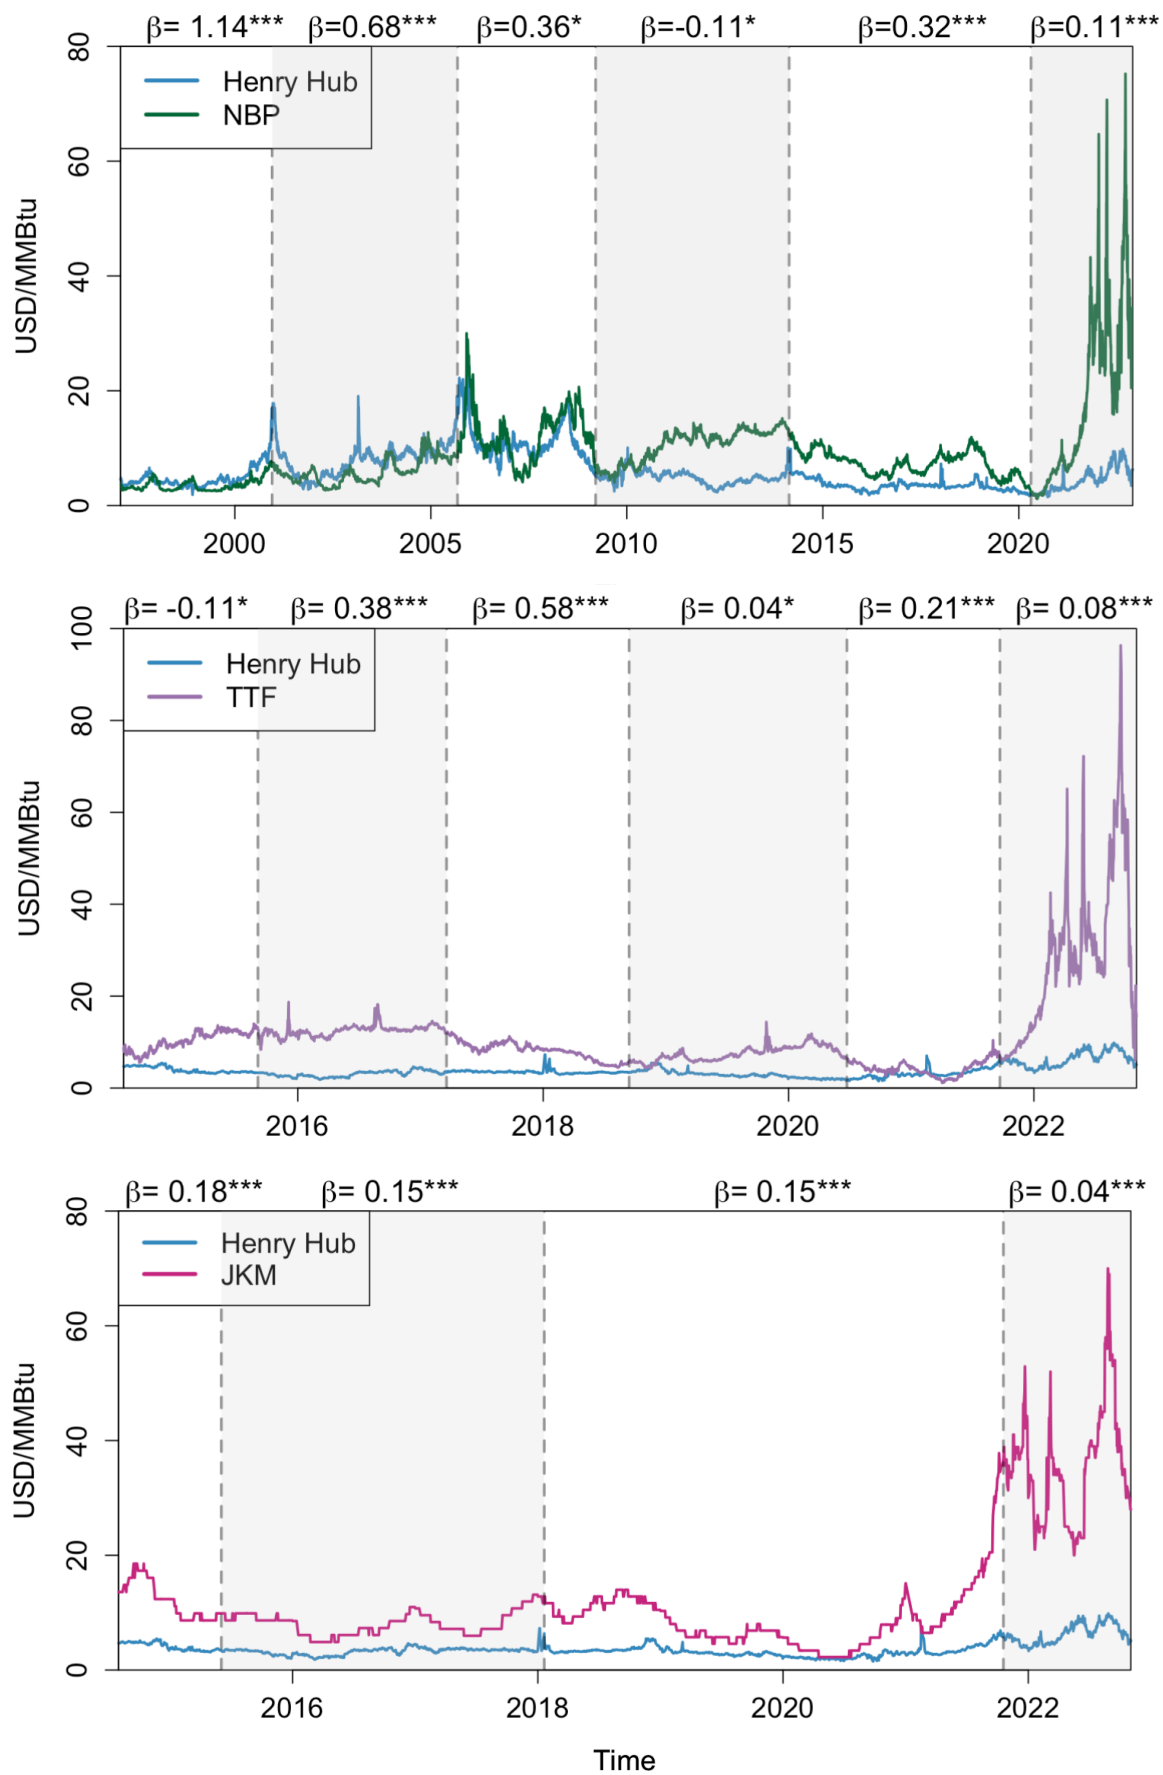 β= 1.14*** β=0.68*** β=0.36* β=-0.11* β=0.32*** β=0.11***
80
Henry Hub
NBP
60
USD/MMBtu
40
20
0
2000 2005 2010 2015 2020
β= -0.11* β= 0.38*** β= 0.58*** β= 0.04* β= 0.21*** β= 0.08***
100
Henry Hub
TTF
80
60
USD/MMBtu
40
20
0
2016 2018 2020 2022
β= 0.18*** β= 0.15*** β= 0.15*** β= 0.04***
80
Henry Hub
JKM
60
USD/MMBtu
40
20
0
2016 2018 2020 2022
Time